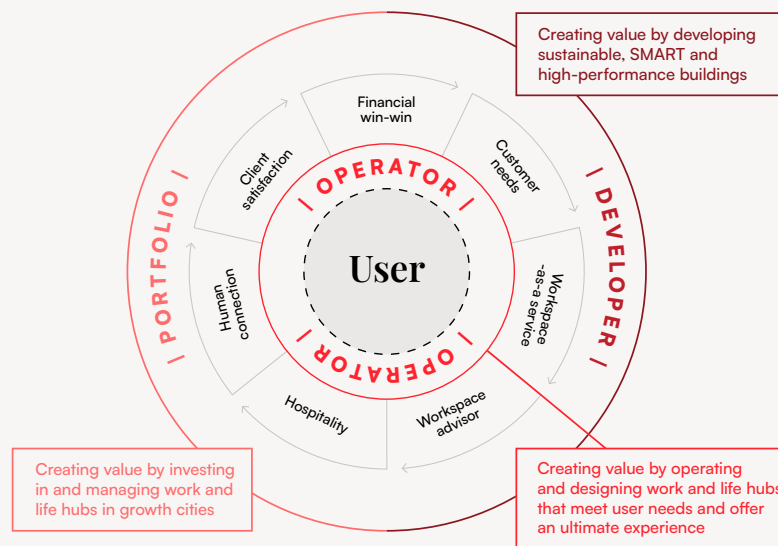 Creating value by developing
sustainable, SMART and
high-performance buildings
Financial
win-win
Client
satisfaction
Customer
needs
| OPERATOR |
| PORTFOLIO |
| DEVELOPER |
User
Human
connection
Workspace
-as-a service
| OPERATOR |
Hospitality
Workspace
advisor
Creating value by investing
in and managing work and
life hubs in growth cities
Creating value by operating
and designing work and life hubs
that meet user needs and offer
an ultimate experience